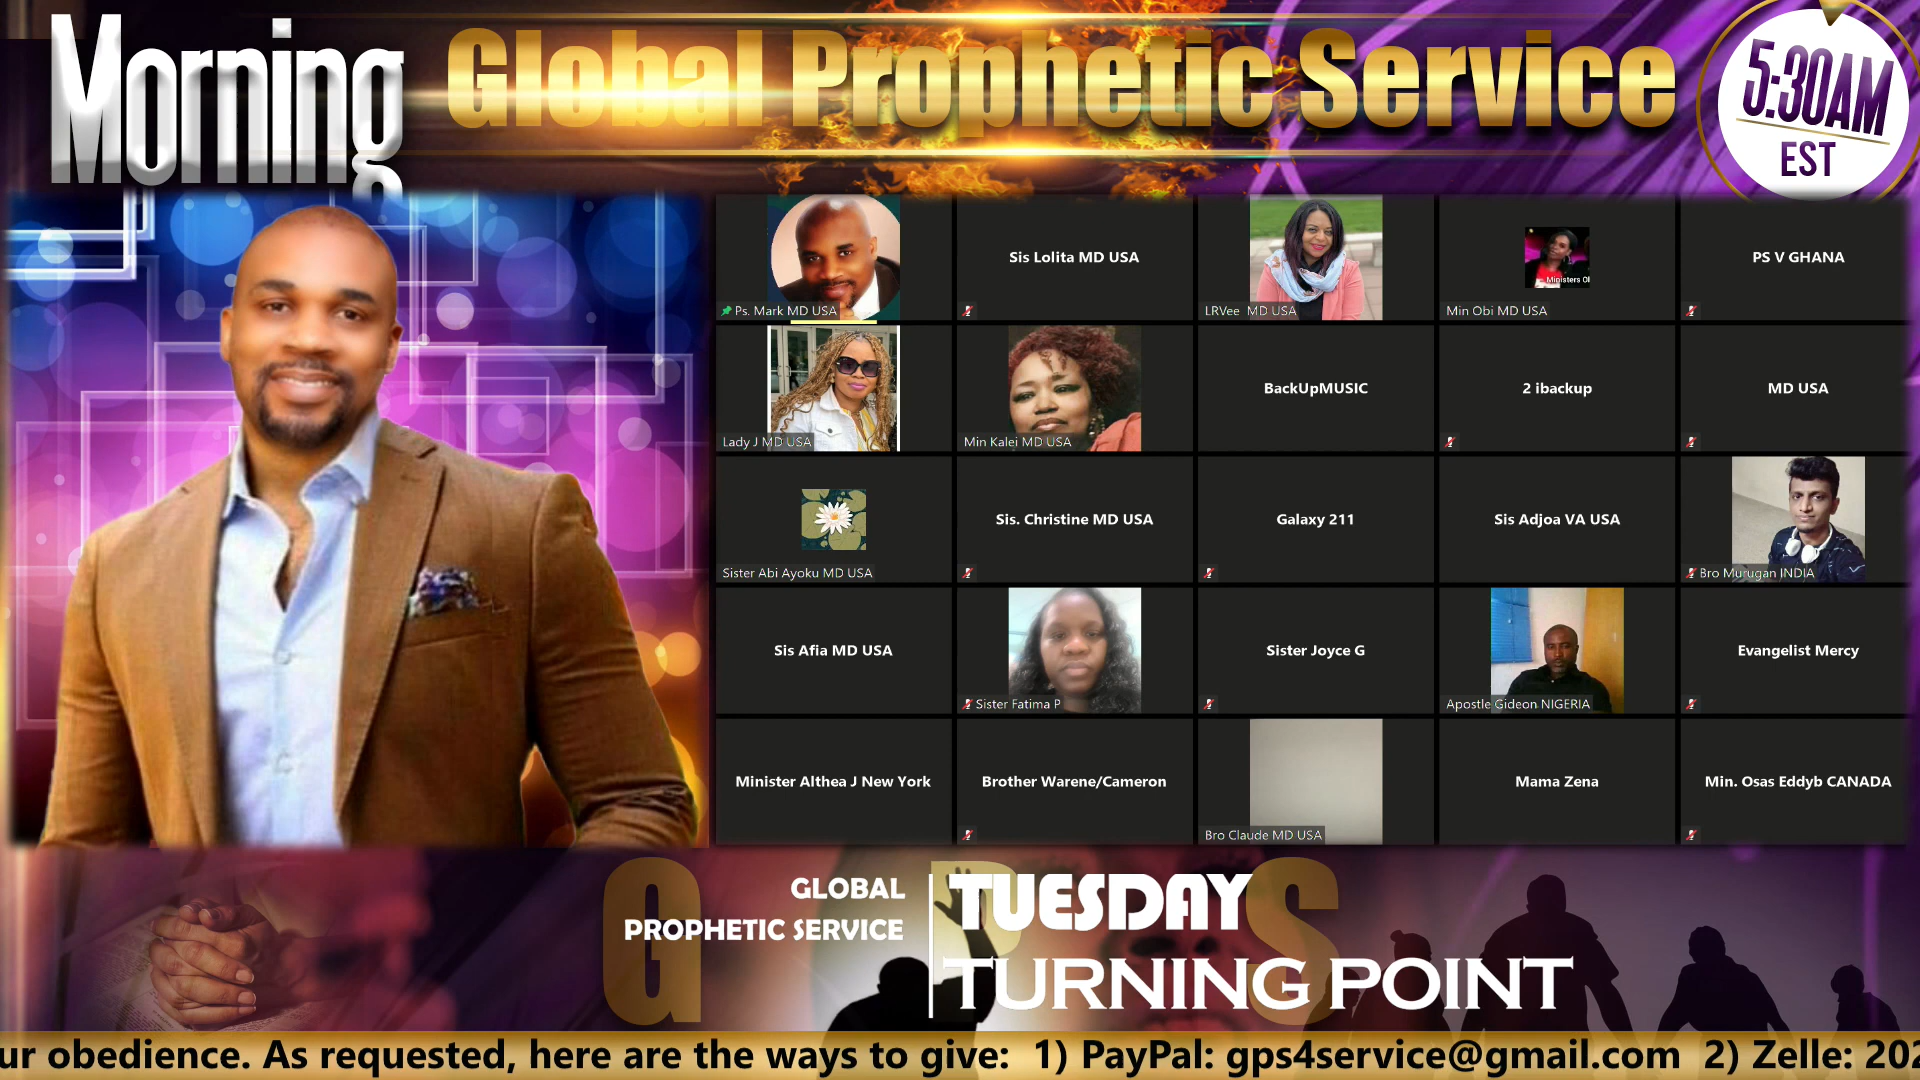 Morning
Global Prophetic Service
5:30AM
EST
Ps. Mark MD USA
Sis Lolita MD USA
LRVee MD USA
Ministers Ol
Min Obi MD USA
PS V GHANA
Lady J MD USA
Min Kalei MD USA
BackUpMUSIC
2 ibackup
MD USA
Sister Abi Ayoku MD USA
Sis. Christine MD USA
Galaxy 211
Sis Adjoa VA USA
Bro Murugan INDIA
Sis Afia MD USA
Sister Fatima P
Sister Joyce G
Apostle Gideon NIGERIA
Evangelist Mercy
Minister Althea J New York
Brother Warene/Cameron
Bro Claude MD USA
Mama Zena
Min. Osas Eddyb CANADA
GPS
GLOBAL
PROPHETIC SERVICE
TUESDAY
TURNING POINT
ur obedience. As requested, here are the ways to give: 1) PayPal: gps4service@gmail.com 2) Zelle: 202